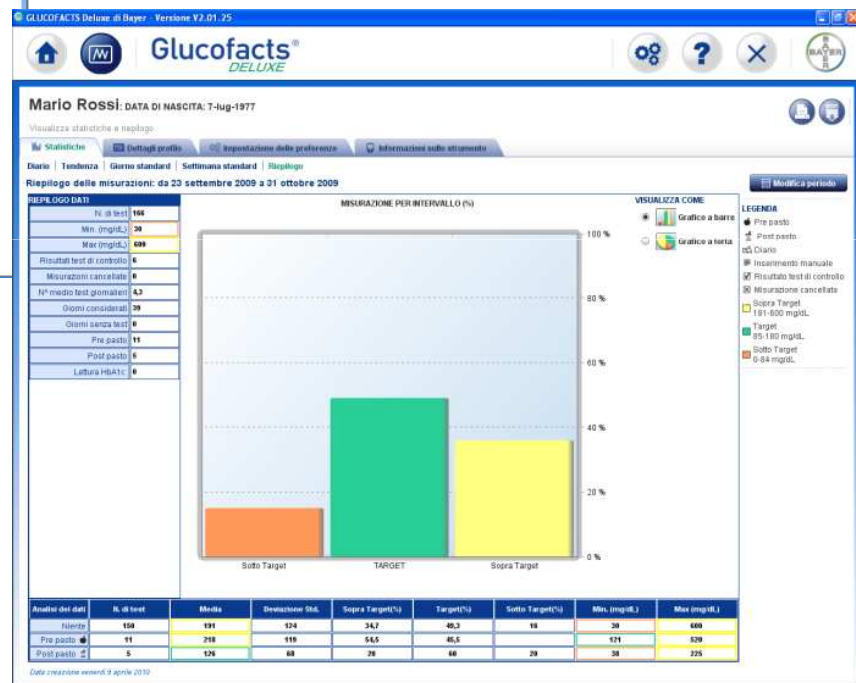 GLUCOFACTS Deluxe di Bayer - Versione V2.01.25
Glucofacts®
DELUXE
BAYER
Mario Rossi: DATA DI NASCITA: 7-lug-1977
Visualizza statistiche e riepilogo
Statistiche Dettagli profilo Impostazione delle preferenze Informazioni sullo strumento
Diario | Tendenza | Giorno standard | Settimana standard | Riepilogo
Riepilogo delle misurazioni: da 23 settembre 2009 a 31 ottobre 2009
Modifica periodo
RIEPILOGO DATI
N. di test 166
Min. (mg/dL) 30
Max (mg/dL) 600
Risultati test di controllo 6
Misurazioni cancellate 0
N° medio test giornalieri 4,3
Giorni considerati 39
Giorni senza test 0
Pre pasto 11
Post pasto 5
Lettura HbA1c 0
MISURAZIONE PER INTERVALLO (%)
100 %
80 %
60 %
40 %
20 %
0 %
Sotto Target TARGET Sopra Target
VISUALIZZA COME
Grafico a barre
Grafico a torta
LEGENDA
Pre pasto
Post pasto
Diario
Inserimento manuale
Risultato test di controllo
Misurazione cancellata
Sopra Target
181-600 mg/dL
Target
85-180 mg/dL
Sotto Target
0-84 mg/dL
Analisi dei dati N. di test Media Deviazione Std. Sopra Target(%) Target(%) Sotto Target(%) Min. (mg/dL) Max (mg/dL)
Niente 150 191 124 34,7 49,3 16 30 600
Pre pasto 11 218 119 54,5 45,5 121 520
Post pasto 5 126 68 20 60 20 38 225
Data creazione venerdì 9 aprile 2010